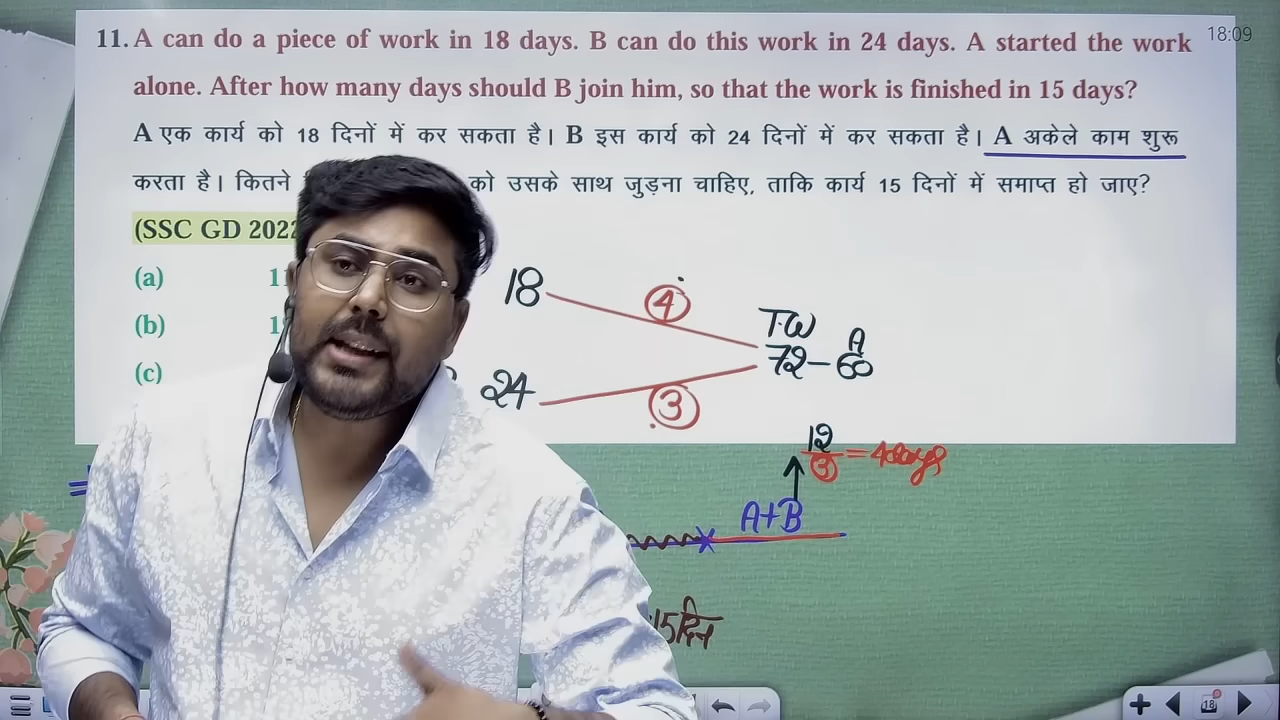 18:09
11. A can do a piece of work in 18 days. B can do this work in 24 days. A started the work
alone. After how many days should B join him, so that the work is finished in 15 days?
A एक कार्य को 18 दिनों में कर सकता है। B इस कार्य को 24 दिनों में कर सकता है। A अकेले काम शुरू
करता है। कितने को उसके साथ जुड़ना चाहिए, ताकि कार्य 15 दिनों में समाप्त हो जाए?
(SSC GD 2022
(a)
(b)
(c)
18 4
T.W A
72-60
24 3
12
3 = 4 days
A+B
15 दिन
18